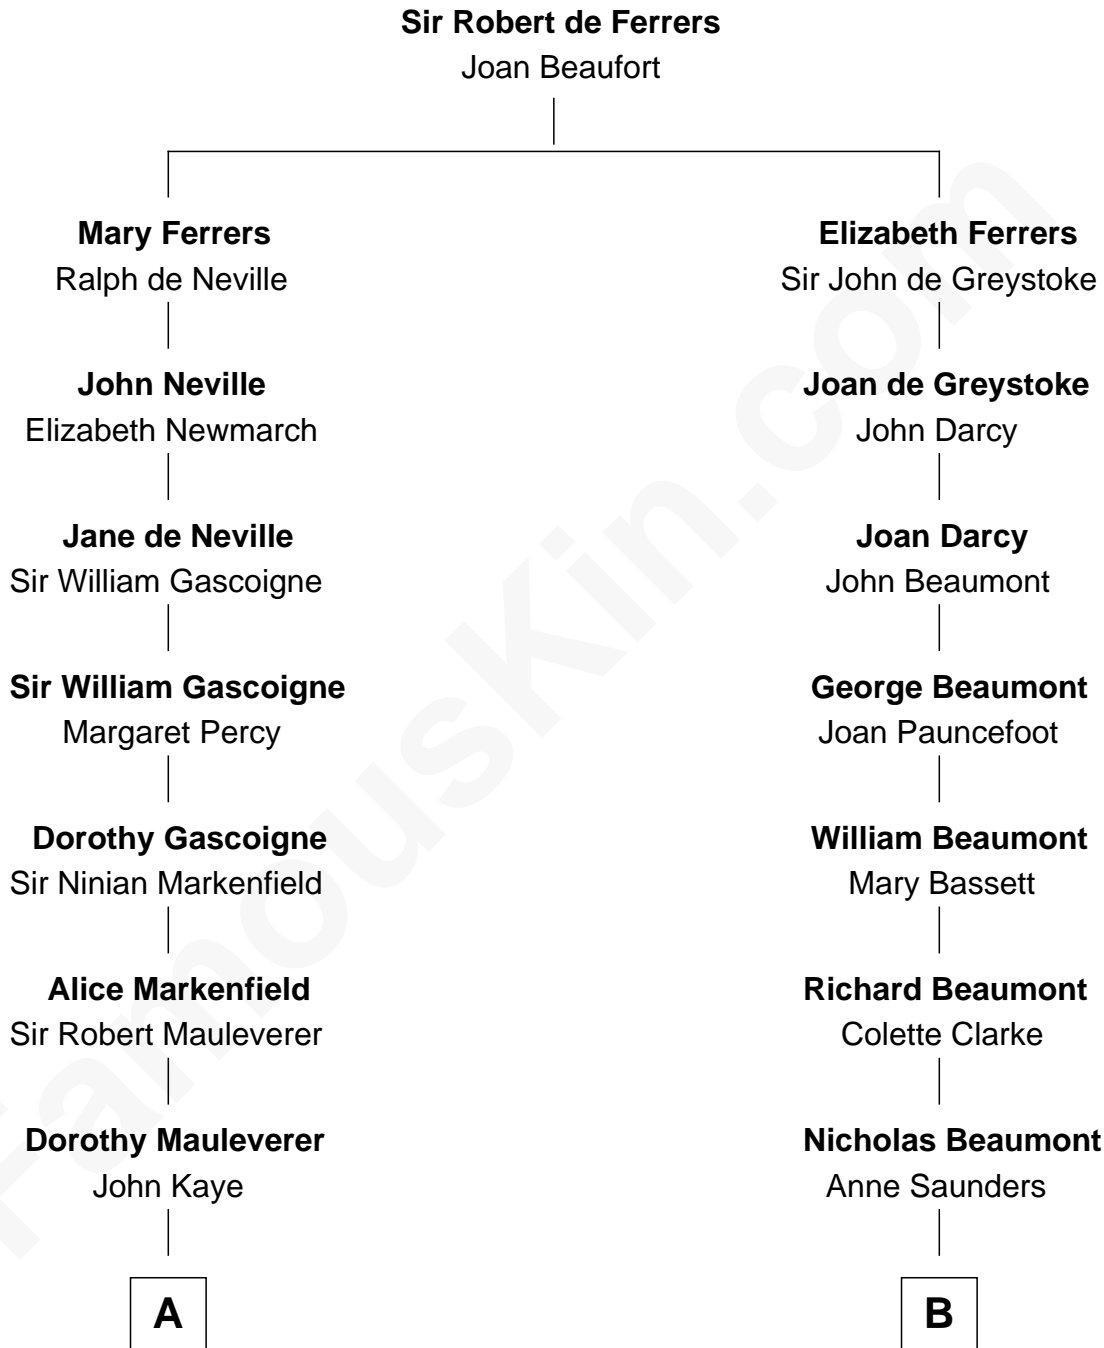 Sir Robert de Ferrers
Joan Beaufort
Mary Ferrers
Ralph de Neville
Elizabeth Ferrers
Sir John de Greystoke
John Neville
Elizabeth Newmarch
Joan de Greystoke
John Darcy
Jane de Neville
Sir William Gascoigne
Joan Darcy
John Beaumont
Sir William Gascoigne
Margaret Percy
George Beaumont
Joan Pauncefoot
Dorothy Gascoigne
Sir Ninian Markenfield
William Beaumont
Mary Bassett
Alice Markenfield
Sir Robert Mauleverer
Richard Beaumont
Colette Clarke
Dorothy Mauleverer
John Kaye
Nicholas Beaumont
Anne Saunders
A
B
FamousKin.com